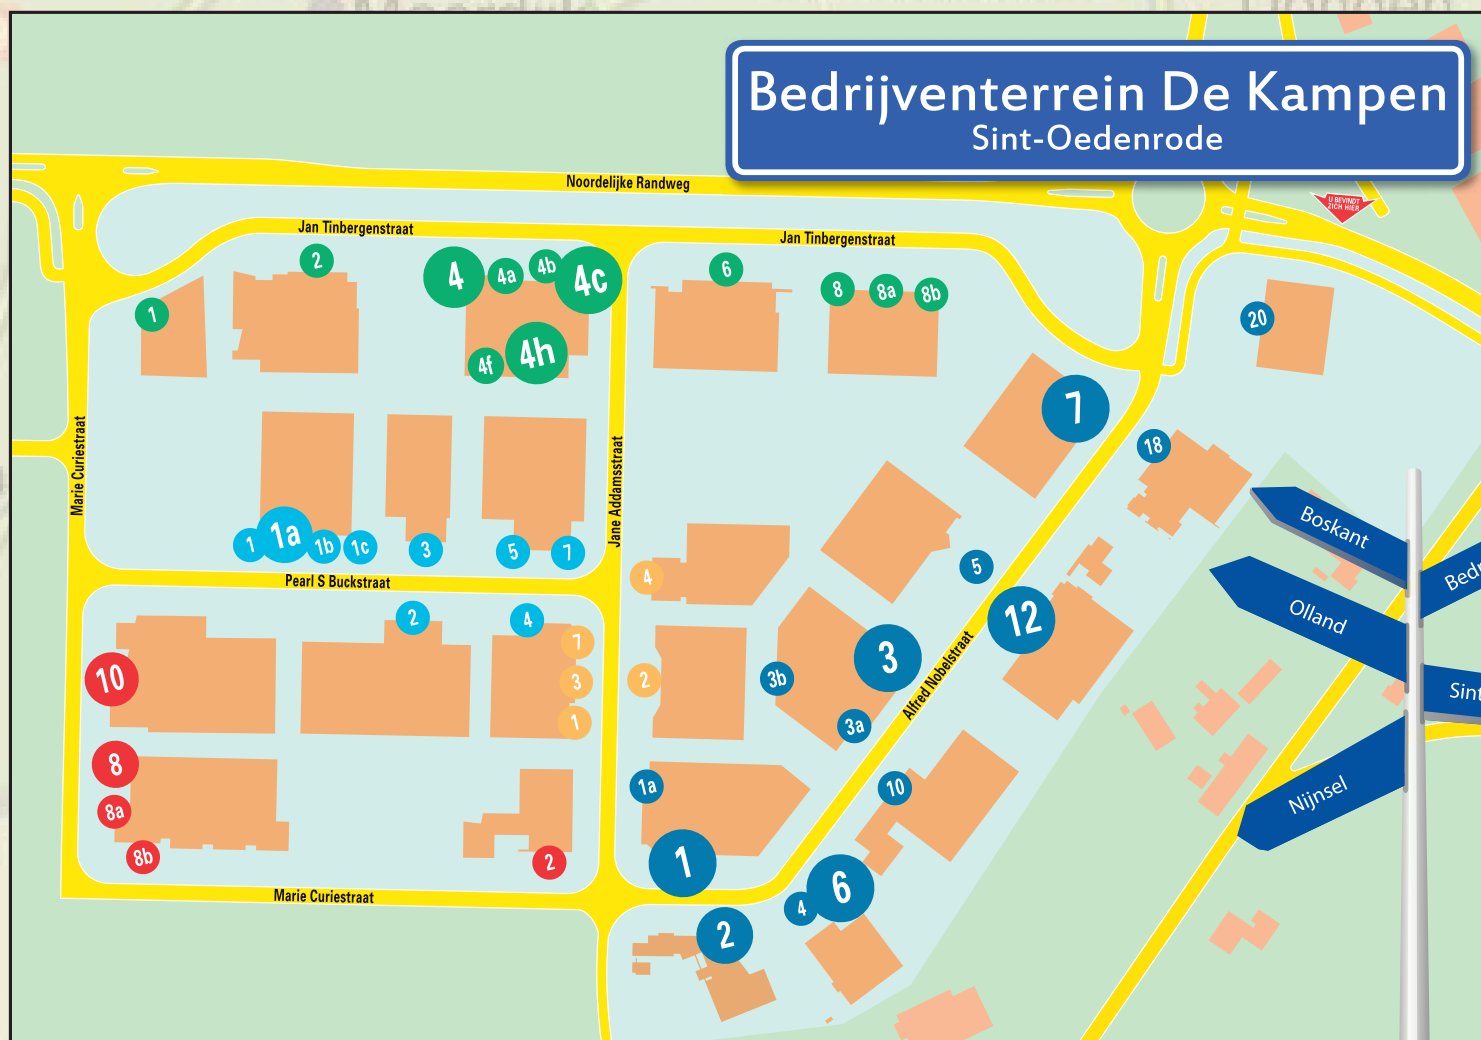 Bedrijventerrein De Kampen
Sint-Oedenrode
Noordelijke Randweg
U BEVINDT
ZICH HIER
Jan Tinbergenstraat
Jan Tinbergenstraat
2
4
4a
4b
4c
6
8
8a
8b
1
20
4f
4h
7
Marie Curiestraat
Jane Addamsstraat
18
1
1a
1b
1c
3
5
7
5
Pearl S Buckstraat
4
2
4
12
7
10
3
2
3b
3
Alfred Nobelstraat
1
3a
8
1a
10
8a
8b
2
1
Marie Curiestraat
4
6
2
Boskant
Olland
Nijnsel